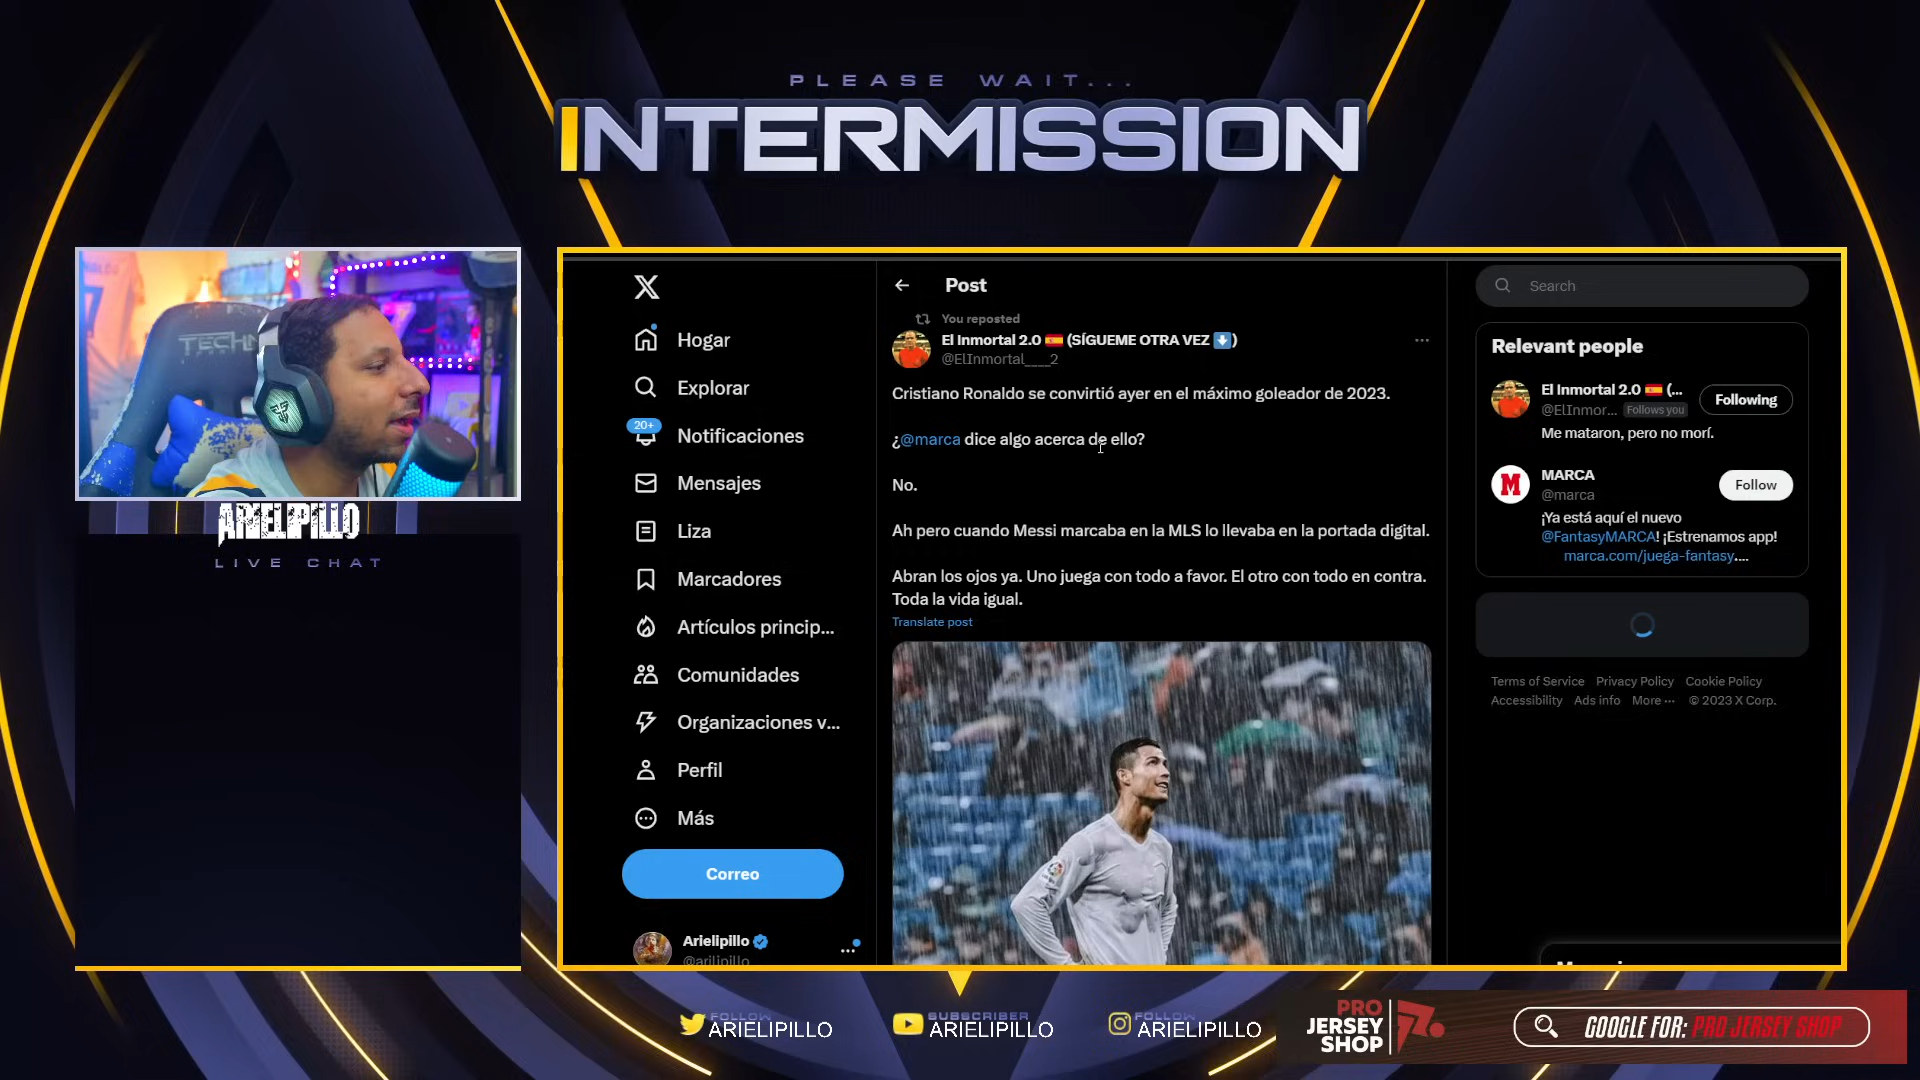 PLEASE WAIT...
INTERMISSION
TECHN
ARIELIPILLO
LIVE CHAT
X
Hogar
Explorar
20+
Notificaciones
Mensajes
Liza
Marcadores
Artículos princip...
Comunidades
Organizaciones v...
Perfil
Más
Correo
Arielipillo
@arilipillo
Post
You reposted
El Inmortal 2.0 🇪🇸 (SÍGUEME OTRA VEZ ⬇️)
@ElInmortal____2
Cristiano Ronaldo se convirtió ayer en el máximo goleador de 2023.
¿@marca dice algo acerca de ello?
No.
Ah pero cuando Messi marcaba en la MLS lo llevaba en la portada digital.
Abran los ojos ya. Uno juega con todo a favor. El otro con todo en contra.
Toda la vida igual.
Translate post
Search
Relevant people
El Inmortal 2.0 🇪🇸 (...
@ElInmor... Follows you
Following
Me mataron, pero no morí.
M
MARCA
@marca
Follow
¡Ya está aquí el nuevo
@FantasyMARCA! ¡Estrenamos app!
marca.com/juega-fantasy....
Terms of Service Privacy Policy Cookie Policy
Accessibility Ads info More ··· © 2023 X Corp.
FOLLOW
ARIELIPILLO
SUBSCRIBER
ARIELIPILLO
FOLLOW
ARIELIPILLO
PRO
JERSEY
SHOP
GOOGLE FOR: PRO JERSEY SHOP